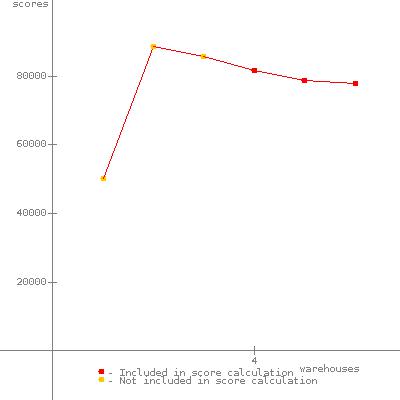 scores
80000
60000
40000
20000
4
warehouses
- Included in score calculation
- Not included in score calculation